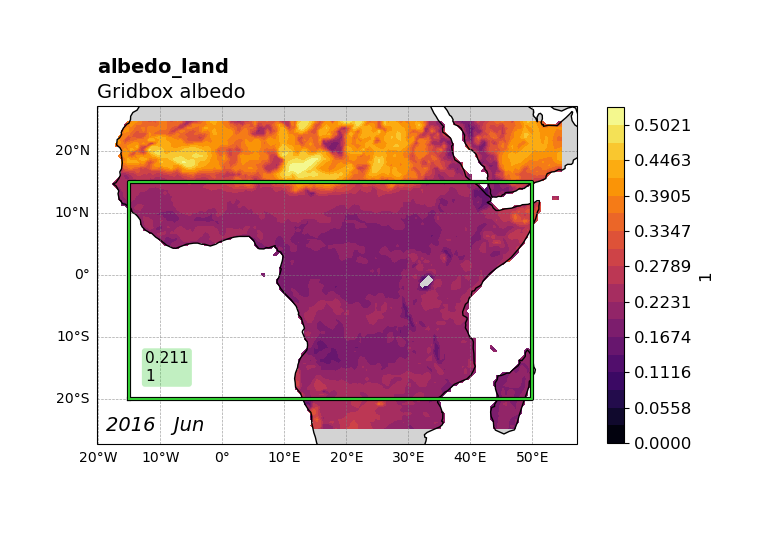 albedo_land
Gridbox albedo
20°N
10°N
0°
10°S
20°S
0.211
1
2016 Jun
20°W
10°W
0°
10°E
20°E
30°E
40°E
50°E
0.5021
0.4463
0.3905
0.3347
0.2789
0.2231
0.1674
0.1116
0.0558
0.0000
1